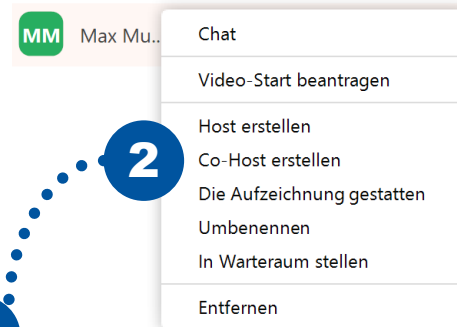 MM Max Mu..
Chat
Video-Start beantragen
Host erstellen
2
Co-Host erstellen
Die Aufzeichnung gestatten
Umbenennen
In Warteraum stellen
Entfernen